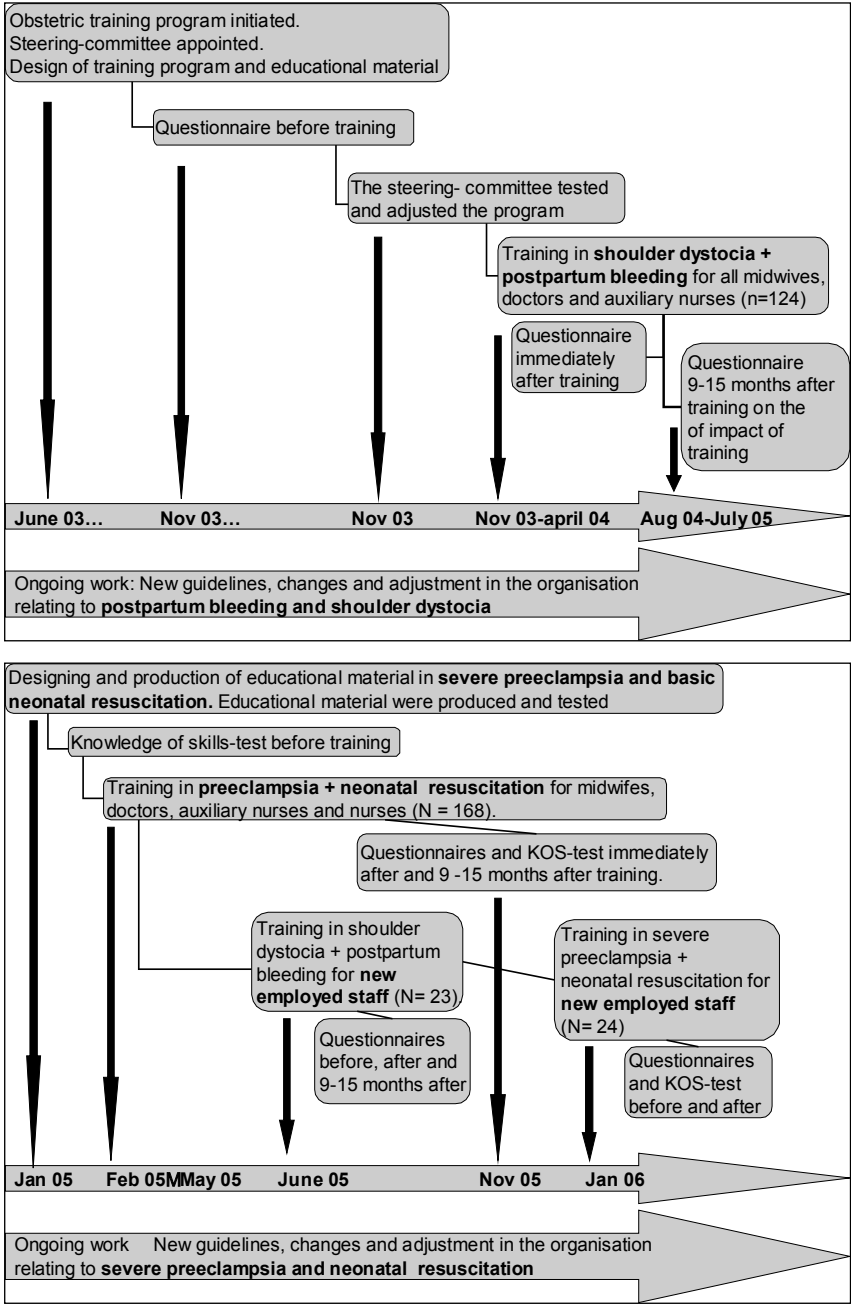 Obstetric training program initiated.
Steering-committee appointed.
Design of training program and educational material
Questionnaire before training
The steering- committee tested
and adjusted the program
Training in shoulder dystocia +
postpartum bleeding for all midwives,
doctors and auxiliary nurses (n=124)
Questionnaire
immediately
after training
Questionnaire
9-15 months after
training on the
of impact of
training
June 03...
Nov 03...
Nov 03
Nov 03-april 04
Aug 04-July 05
Ongoing work: New guidelines, changes and adjustment in the organisation
relating to postpartum bleeding and shoulder dystocia
Designing and production of educational material in severe preeclampsia and basic
neonatal resuscitation. Educational material were produced and tested
Knowledge of skills-test before training
Training in preeclampsia + neonatal resuscitation for midwifes,
doctors, auxiliary nurses and nurses (N = 168).
Questionnaires and KOS-test immediately
after and 9 -15 months after training.
Training in shoulder
dystocia + postpartum
bleeding for new
employed staff (N= 23).
Training in severe
preeclampsia +
neonatal resuscitation for
new employed staff
(N= 24)
Questionnaires
before, after and
9-15 months after
Questionnaires
and KOS-test
before and after
Jan 05
Feb 05MMay 05
June 05
Nov 05
Jan 06
Ongoing work New guidelines, changes and adjustment in the organisation
relating to severe preeclampsia and neonatal resuscitation